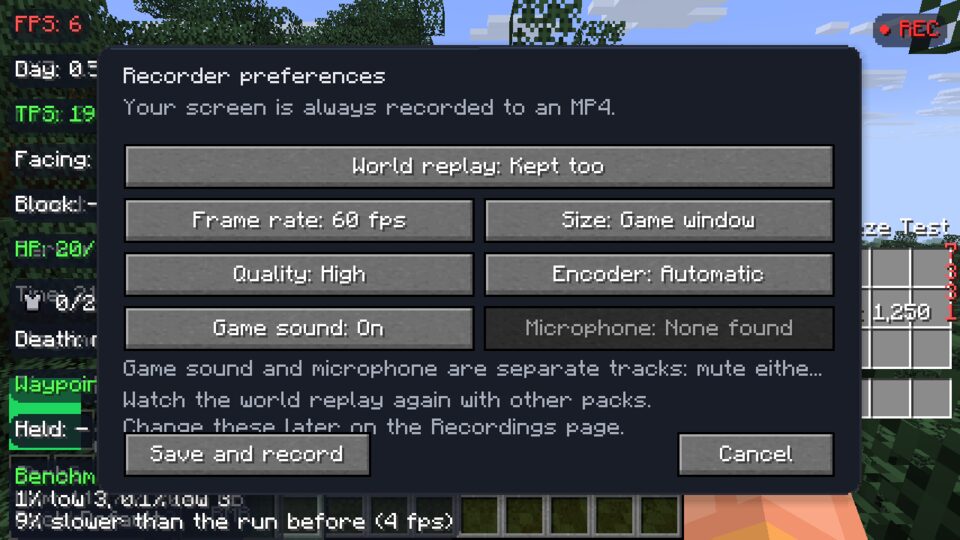 FPS: 6
REC
Day: 0.5
TPS: 19
Facing:
Block: -
HP: 20/
0/2
Death:
Waypoin
Held: -
Benchm
1% low 3, 0.1% low
9% slower than the run before (4 fps)
Recorder preferences
Your screen is always recorded to an MP4.
World replay: Kept too
Frame rate: 60 fps
Size: Game window
Quality: High
Encoder: Automatic
Game sound: On
Microphone: None found
Game sound and microphone are separate tracks: mute eithe...
Watch the world replay again with other packs.
Change these later on the Recordings page.
Save and record
Cancel
ze Test
1,250